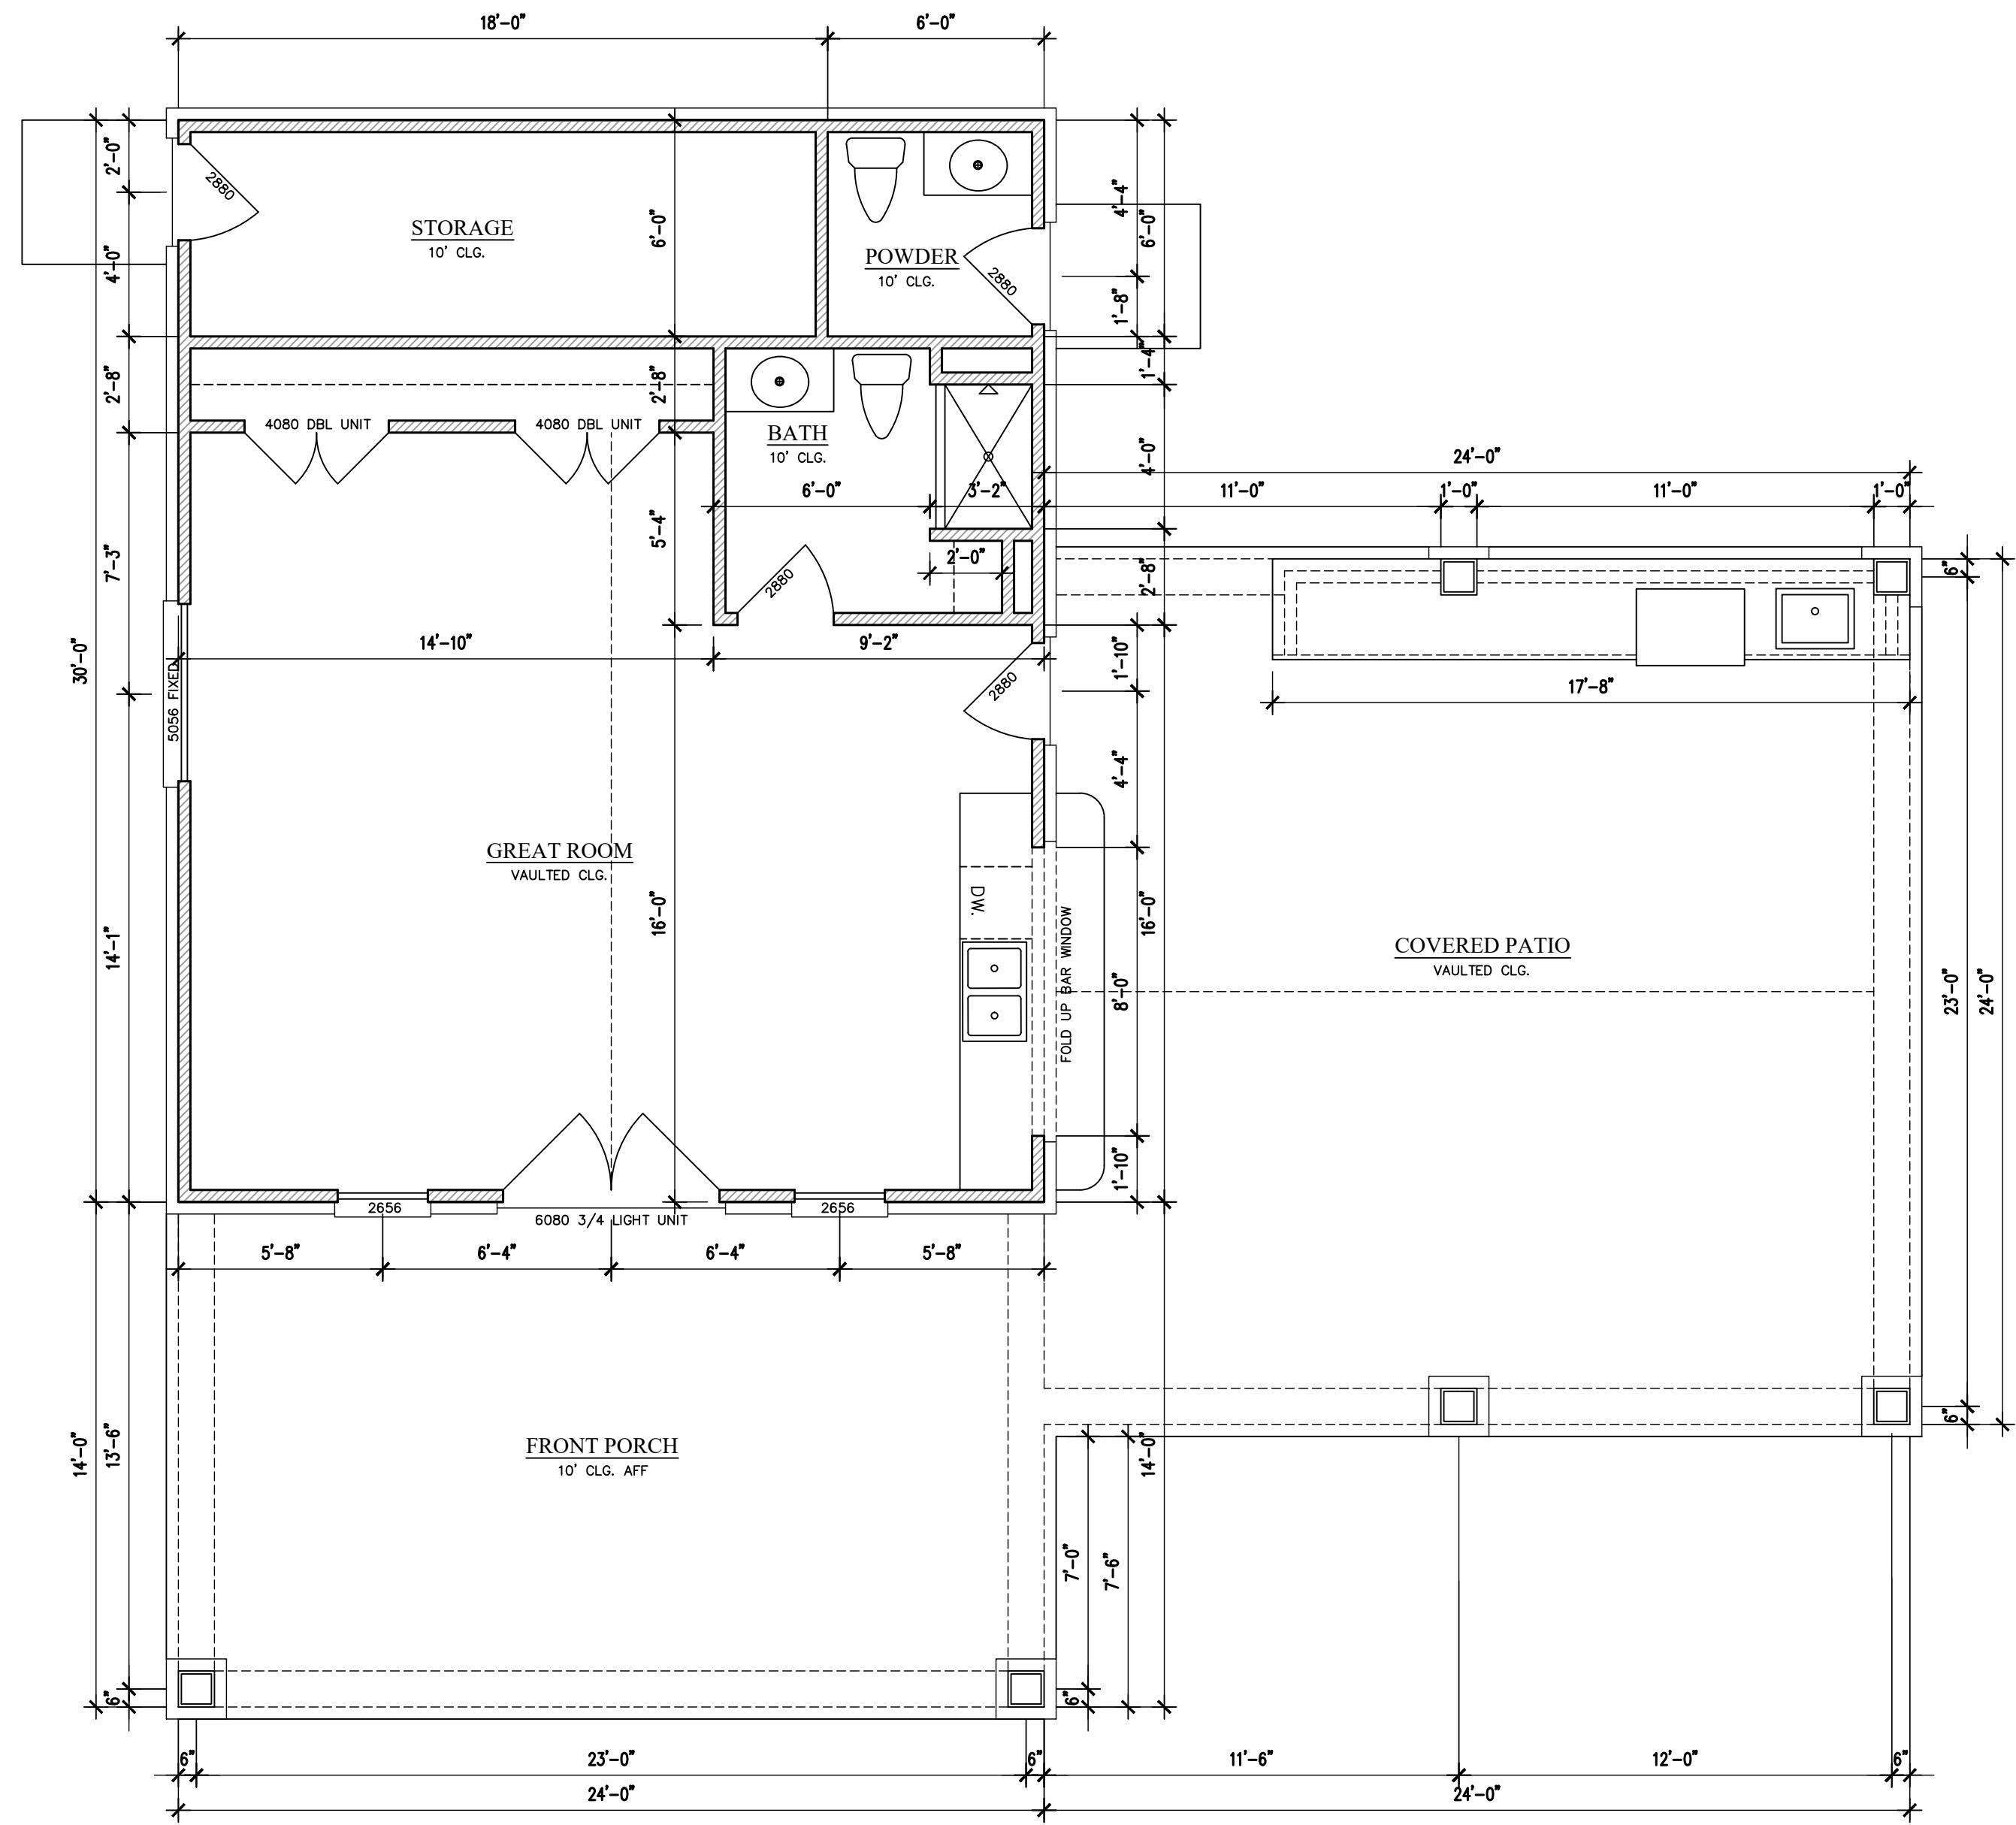 18'-0" 6'-0"
2'-0"
2880
STORAGE
10' CLG.
6'-0"
POWDER
10' CLG.
2880
4'-4"
6'-0"
4'-0"
1'-8"
1'-4"
2'-8"
2'-8"
4080 DBL UNIT 4080 DBL UNIT
BATH
10' CLG.
4'-0"
24'-0"
6'-0" 3'-2" 11'-0" 1'-0" 11'-0" 1'-0"
7'-3"
5'-4"
2'-0"
2880
2'-8"
6"
30'-0"
14'-10" 9'-2"
1'-10"
5056 FIXED
2880
17'-8"
4'-4"
GREAT ROOM
VAULTED CLG.
DW.
16'-0"
16'-0"
14'-1"
FOLD UP BAR WINDOW
8'-0"
COVERED PATIO
VAULTED CLG.
23'-0"
24'-0"
1'-10"
2656 2656
6080 3/4 LIGHT UNIT
5'-8" 6'-4" 6'-4" 5'-8"
6"
14'-0"
13'-6"
FRONT PORCH
10' CLG. AFF
14'-0"
7'-0"
7'-6"
6"
6"
6" 23'-0" 6" 11'-6" 12'-0" 6"
24'-0" 24'-0"